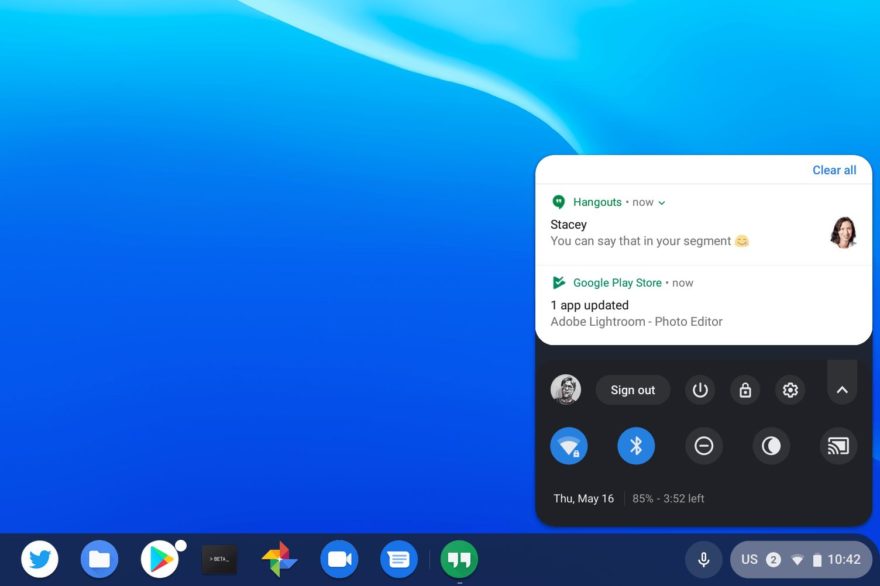 Clear all
Hangouts • now
Stacey
You can say that in your segment 🤗
Google Play Store • now
1 app updated
Adobe Lightroom - Photo Editor
Sign out
Thu, May 16 85% - 3:52 left
> BETA_
US 2 10:42